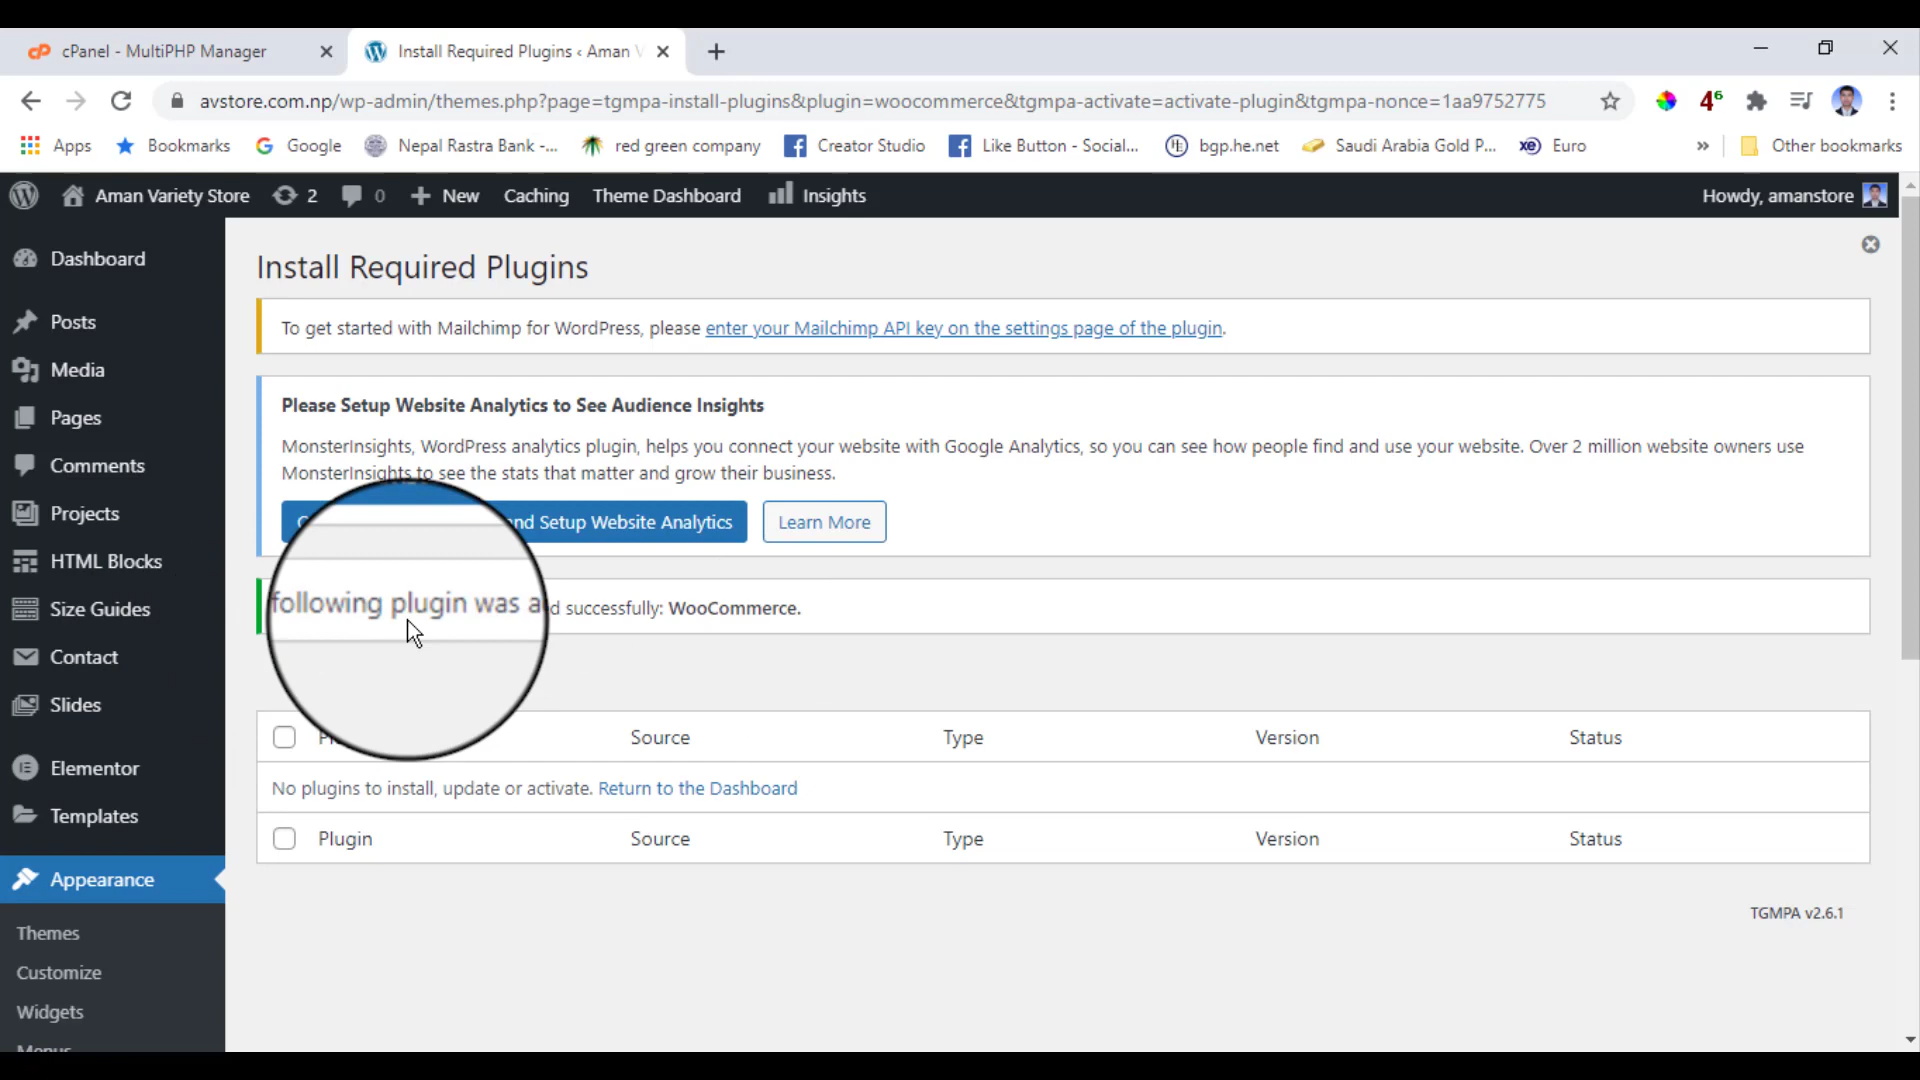 cPanel - MultiPHP Manager
Install Required Plugins ‹ Aman V
avstore.com.np/wp-admin/themes.php?page=tgmpa-install-plugins&plugin=woocommerce&tgmpa-activate=activate-plugin&tgmpa-nonce=1aa9752775
4⁶
Apps
Bookmarks
Google
Nepal Rastra Bank -...
red green company
Creator Studio
Like Button - Social...
bgp.he.net
Saudi Arabia Gold P...
xe
Euro
»
Other bookmarks
Aman Variety Store
2
0
New
Caching
Theme Dashboard
Insights
Howdy, amanstore
Dashboard
Posts
Media
Pages
Comments
Projects
HTML Blocks
Size Guides
Contact
Slides
Elementor
Templates
Appearance
Themes
Customize
Widgets
Menus
Install Required Plugins
To get started with Mailchimp for WordPress, please enter your Mailchimp API key on the settings page of the plugin.
Please Setup Website Analytics to See Audience Insights
MonsterInsights, WordPress analytics plugin, helps you connect your website with Google Analytics, so you can see how people find and use your website. Over 2 million website owners use
MonsterInsights to see the stats that matter and grow their business.
nd Setup Website Analytics
Learn More
following plugin was a d successfully: WooCommerce.
Source
Type
Version
Status
No plugins to install, update or activate. Return to the Dashboard
Plugin
Source
Type
Version
Status
TGMPA v2.6.1